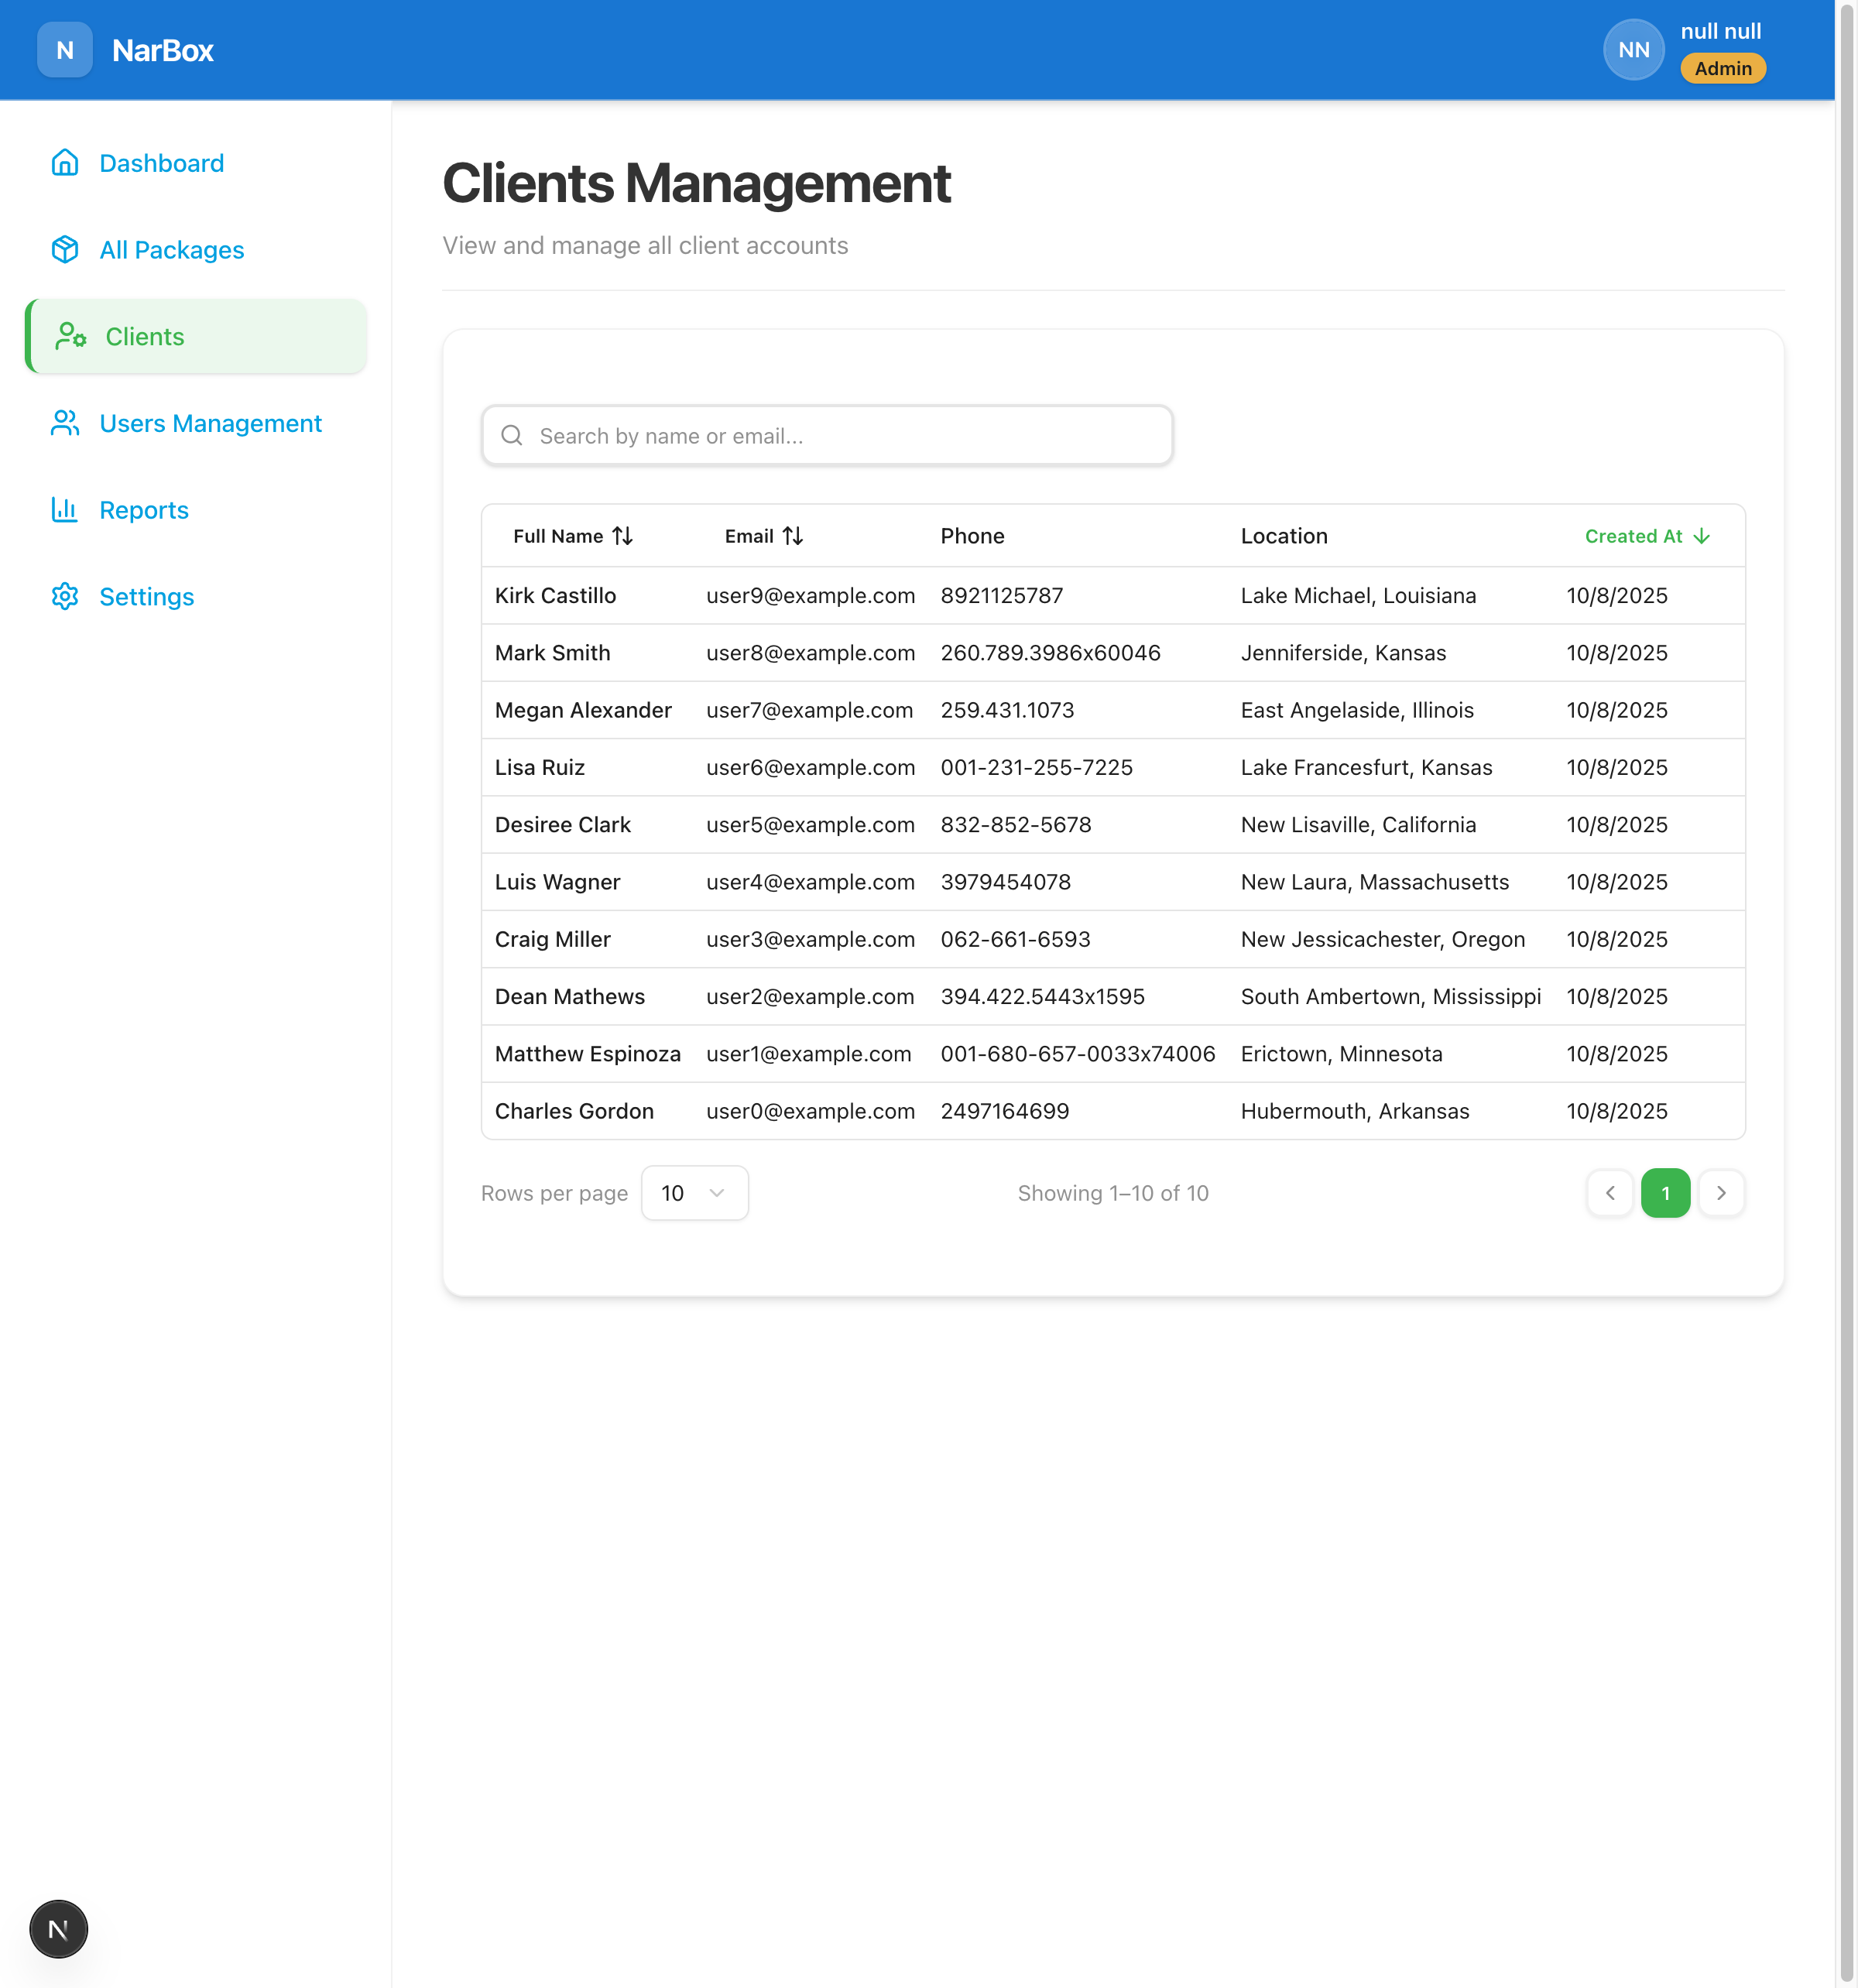 N NarBox
NN null null
Admin
Dashboard
All Packages
Clients
Users Management
Reports
Settings
Clients Management
View and manage all client accounts
Search by name or email...
Full Name Email Phone Location Created At
Kirk Castillo user9@example.com 8921125787 Lake Michael, Louisiana 10/8/2025
Mark Smith user8@example.com 260.789.3986x60046 Jenniferside, Kansas 10/8/2025
Megan Alexander user7@example.com 259.431.1073 East Angelaside, Illinois 10/8/2025
Lisa Ruiz user6@example.com 001-231-255-7225 Lake Francesfurt, Kansas 10/8/2025
Desiree Clark user5@example.com 832-852-5678 New Lisaville, California 10/8/2025
Luis Wagner user4@example.com 3979454078 New Laura, Massachusetts 10/8/2025
Craig Miller user3@example.com 062-661-6593 New Jessicachester, Oregon 10/8/2025
Dean Mathews user2@example.com 394.422.5443x1595 South Ambertown, Mississippi 10/8/2025
Matthew Espinoza user1@example.com 001-680-657-0033x74006 Erictown, Minnesota 10/8/2025
Charles Gordon user0@example.com 2497164699 Hubermouth, Arkansas 10/8/2025
Rows per page 10 Showing 1–10 of 10 1
N